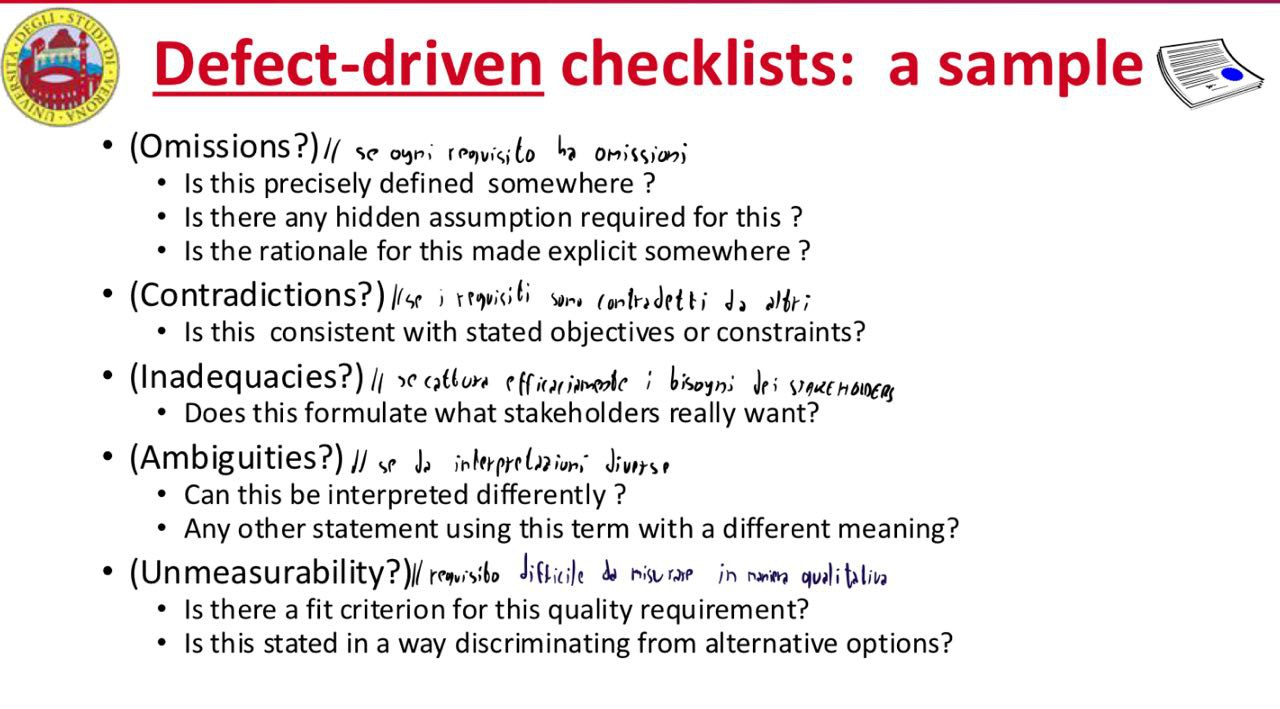 UNIVERSITÀ DEGLI STUDI DI VERONA
Defect-driven checklists: a sample
• (Omissions?) // se ogni requisito ha omissioni
• Is this precisely defined somewhere ?
• Is there any hidden assumption required for this ?
• Is the rationale for this made explicit somewhere ?
• (Contradictions?) // se i requisiti sono contradetti da altri
• Is this consistent with stated objectives or constraints?
• (Inadequacies?) // se cattura efficaciamente i bisogni dei STAKEHOLDERS
• Does this formulate what stakeholders really want?
• (Ambiguities?) // se da interpretazioni diverse
• Can this be interpreted differently ?
• Any other statement using this term with a different meaning?
• (Unmeasurability?) // requisito difficile da misurare in maniera qualitativa
• Is there a fit criterion for this quality requirement?
• Is this stated in a way discriminating from alternative options?